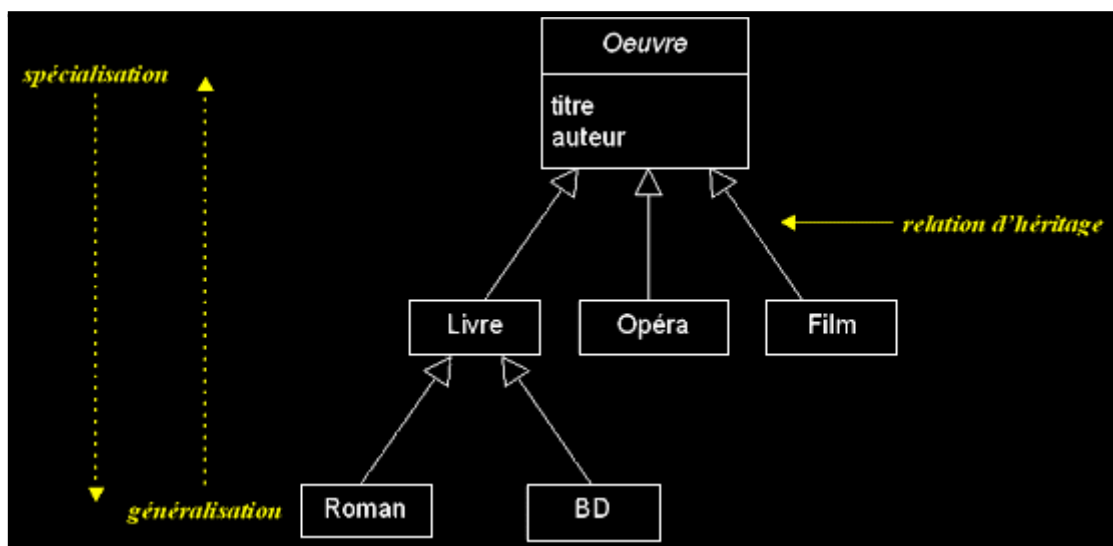 Oeuvre
spécialisation
titre
auteur
relation d'héritage
Livre
Opéra
Film
généralisation
Roman
BD